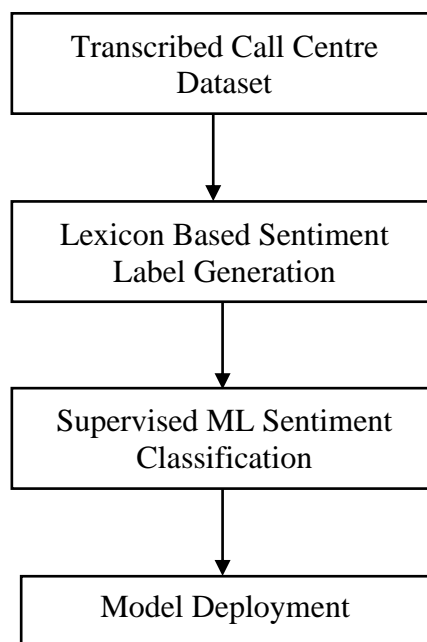 Transcribed Call Centre
Dataset
Lexicon Based Sentiment
Label Generation
Supervised ML Sentiment
Classification
Model Deployment